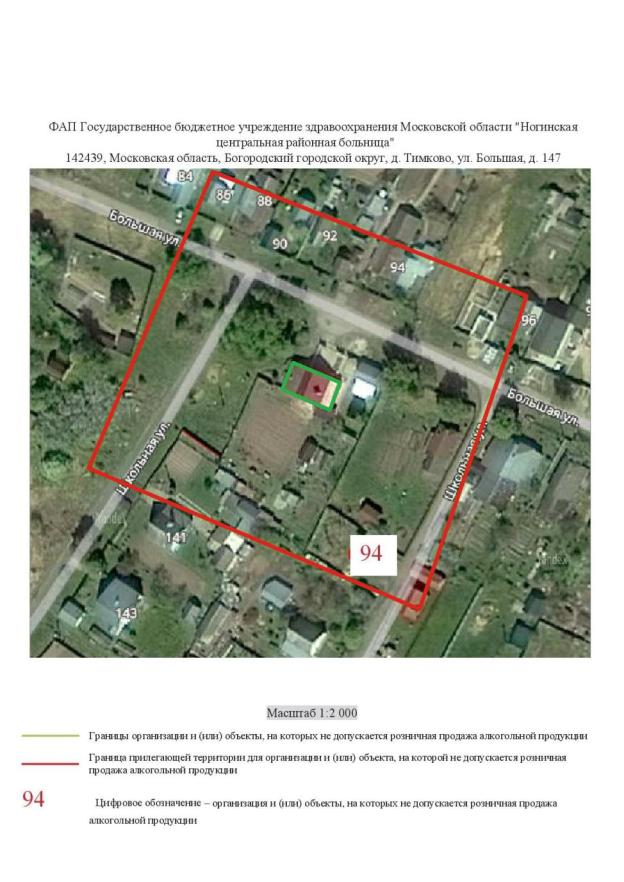 ФАП Государственное бюджетное учреждение здравоохранения Московской области "Ногинская
центральная районная больница"
142439, Московская область, Богородский городской округ, д. Тимково, ул. Большая, д. 147
84
86
88
Большая ул.
90
92
94
96
Большая ул.
Школьная ул.
Школьная ул.
Yandex
94
141
Yandex
143
Масштаб 1:2 000
Границы организации и (или) объекты, на которых не допускается розничная продажа алкогольной продукции
Граница прилегающей территории для организации и (или) объекта, на которой не допускается розничная
продажа алкогольной продукции
94 Цифровое обозначение – организация и (или) объекты, на которых не допускается розничная продажа
алкогольной продукции